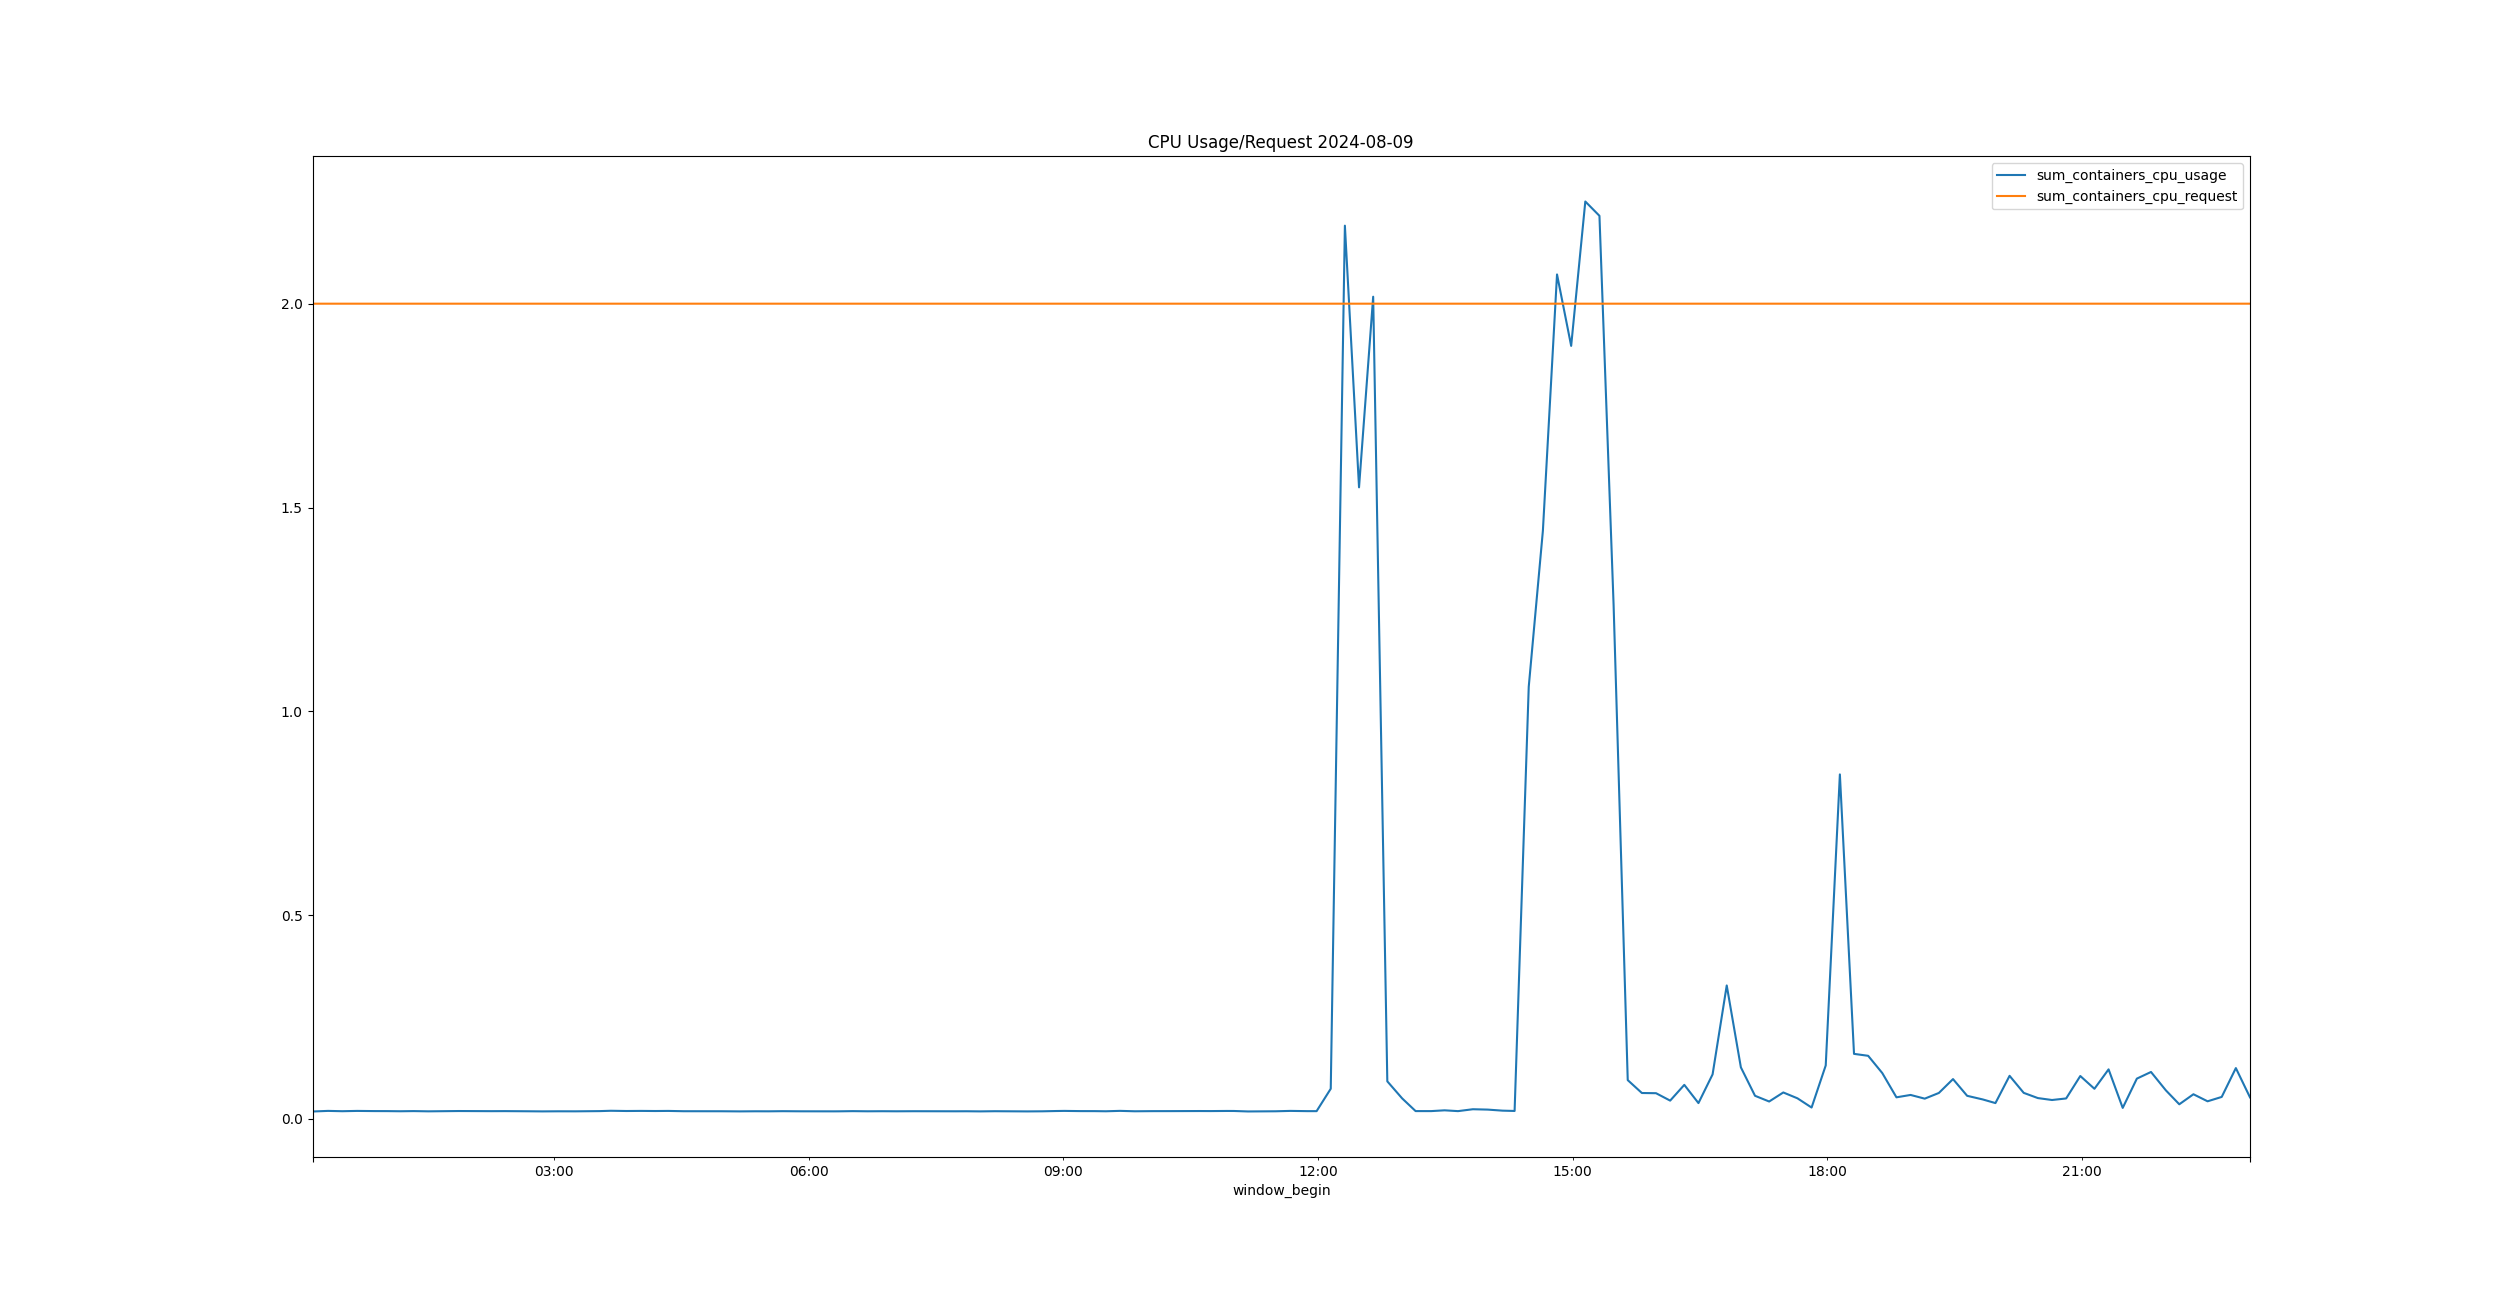 CPU Usage/Request 2024-08-09
sum_containers_cpu_usage
sum_containers_cpu_request
2.0
1.5
1.0
0.5
0.0
03:00 06:00 09:00 12:00 15:00 18:00 21:00
window_begin